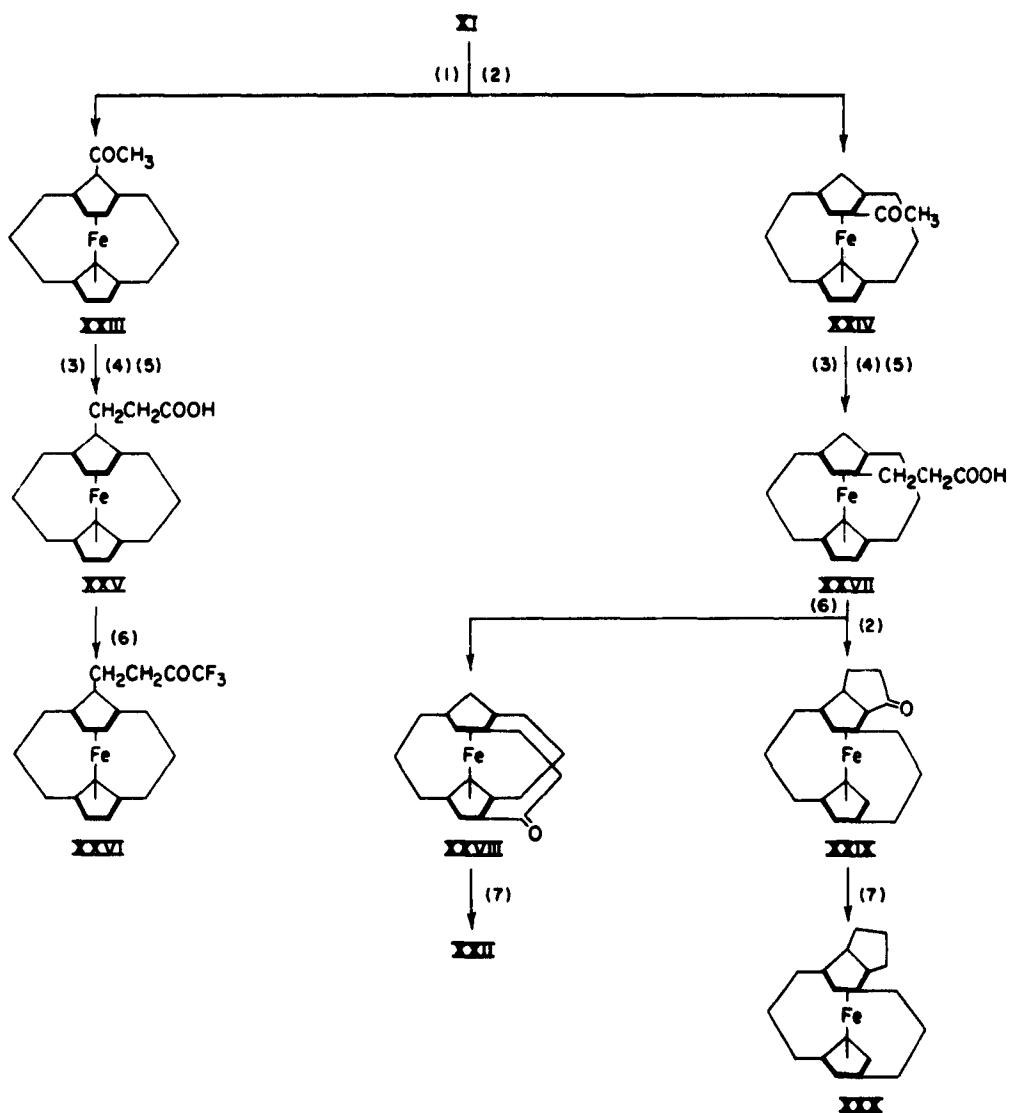 XI
(1) (2)
COCH3
Fe
XXIII
COCH3
Fe
XXIV
(3) (4)(5)
(3) (4)(5)
CH2CH2COOH
Fe
XXV
CH2CH2COOH
Fe
XXVII
(6)
(6)
(2)
CH2CH2COCF3
Fe
XXVI
Fe
O
XXVIII
O
Fe
XXIX
(7)
(7)
XXII
Fe
XXX